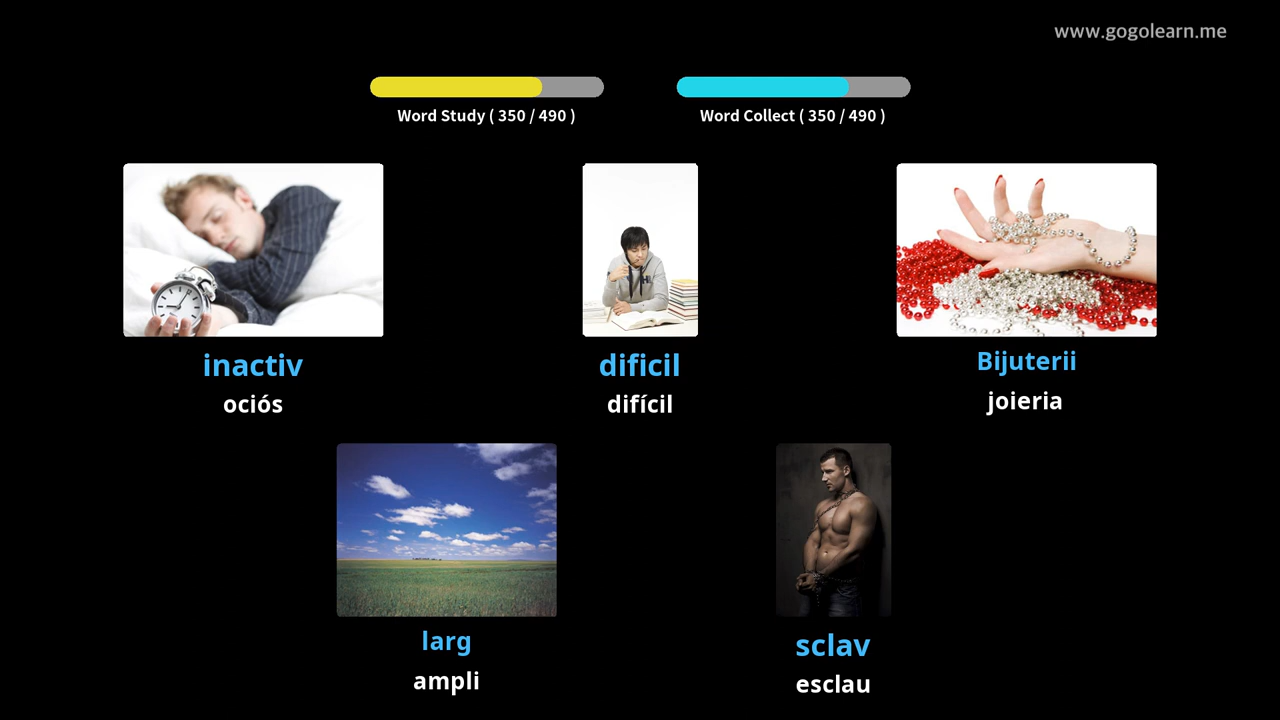 www.gogolearn.me
Word Study ( 350 / 490 )
Word Collect ( 350 / 490 )
inactiv
ociós
dificil
difícil
Bijuterii
joieria
larg
ampli
sclav
esclau